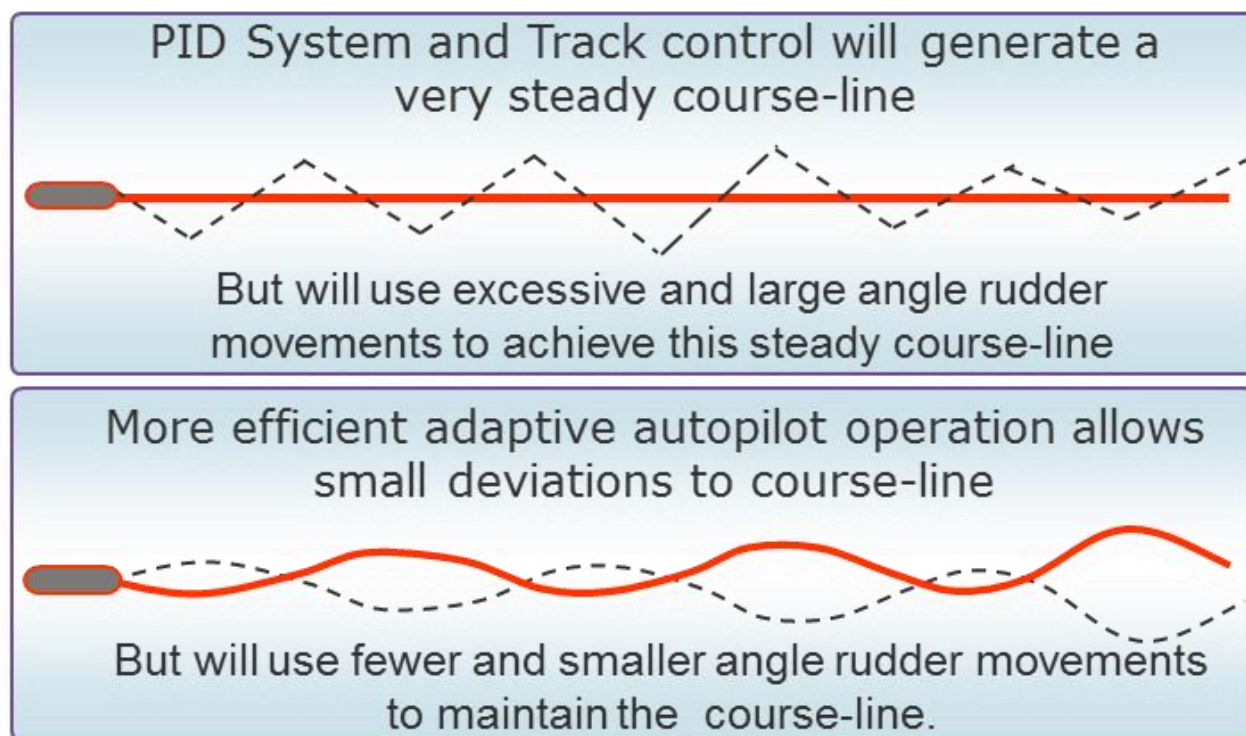 PID System and Track control will generate a
very steady course-line
But will use excessive and large angle rudder
movements to achieve this steady course-line
More efficient adaptive autopilot operation allows
small deviations to course-line
But will use fewer and smaller angle rudder movements
to maintain the course-line.